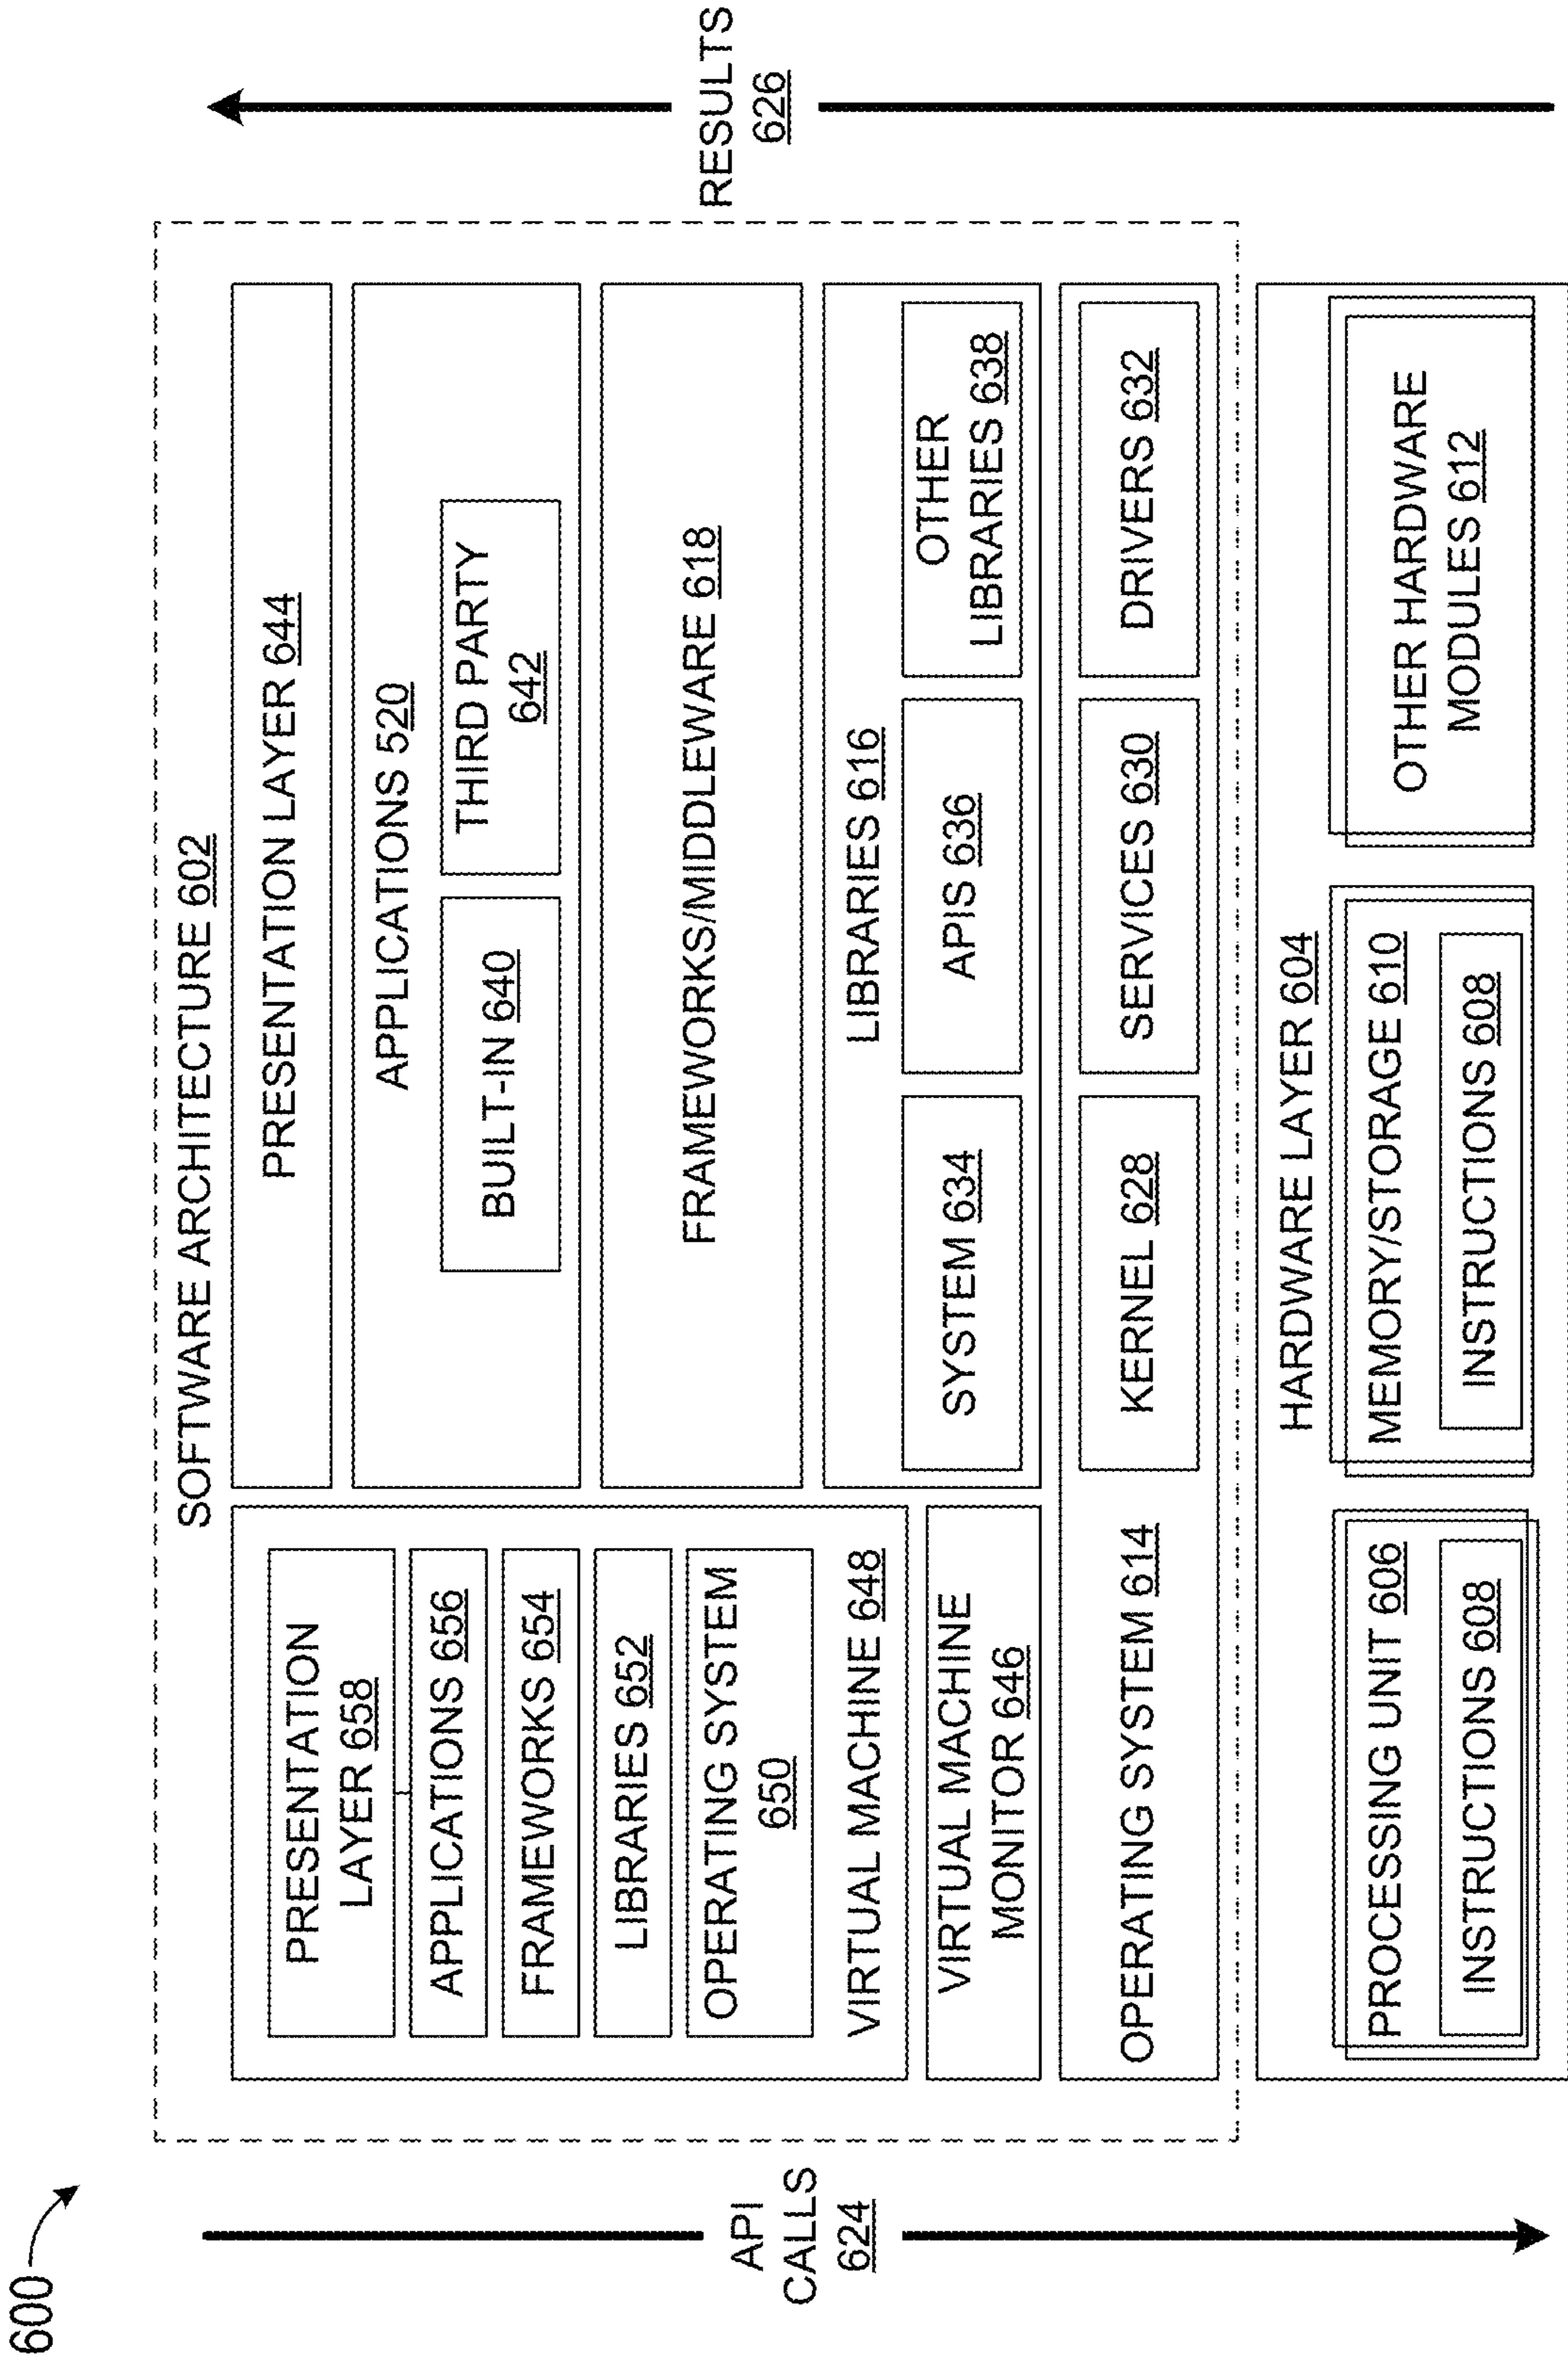 600
SOFTWARE ARCHITECTURE 602
PRESENTATION
LAYER 658
APPLICATIONS 656
FRAMEWORKS 654
LIBRARIES 652
OPERATING SYSTEM
650
VIRTUAL MACHINE 648
VIRTUAL MACHINE
MONITOR 646
PRESENTATION LAYER 644
APPLICATIONS 520
BUILT-IN 640
THIRD PARTY
642
FRAMEWORKS/MIDDLEWARE 618
LIBRARIES 616
SYSTEM 634
APIS 636
OTHER
LIBRARIES 638
OPERATING SYSTEM 614
KERNEL 628
SERVICES 630
DRIVERS 632
HARDWARE LAYER 604
PROCESSING UNIT 606
INSTRUCTIONS 608
MEMORY/STORAGE 610
INSTRUCTIONS 608
OTHER HARDWARE
MODULES 612
API
CALLS
624
RESULTS
626